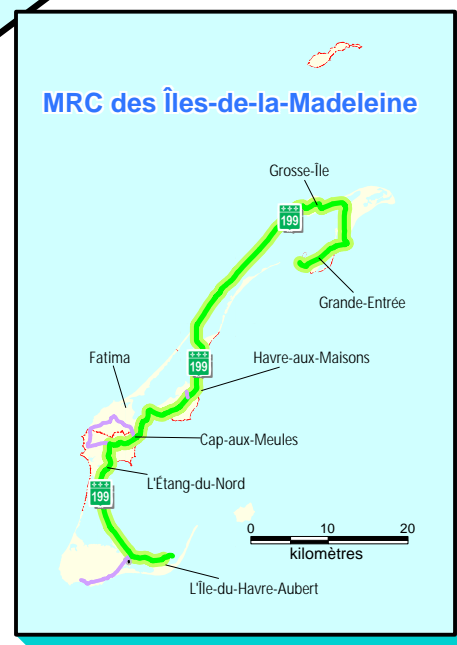 MRC des Îles-de-la-Madeleine
Grosse-Île
199
Grande-Entrée
Fatima
199
Havre-aux-Maisons
Cap-aux-Meules
L'Étang-du-Nord
199
0 10 20
kilomètres
L'Île-du-Havre-Aubert